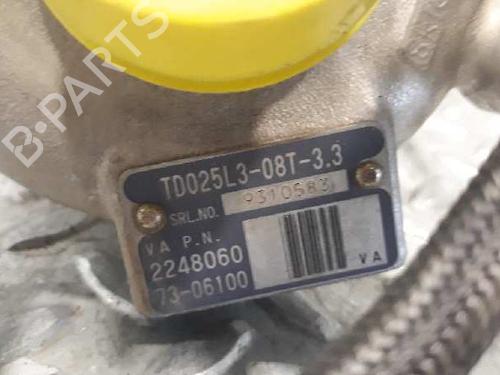 TD025L3-08T-3.3
SRL.NO. 9310583
VA P.N.
2248060
73-06100
VA
B-PARTS